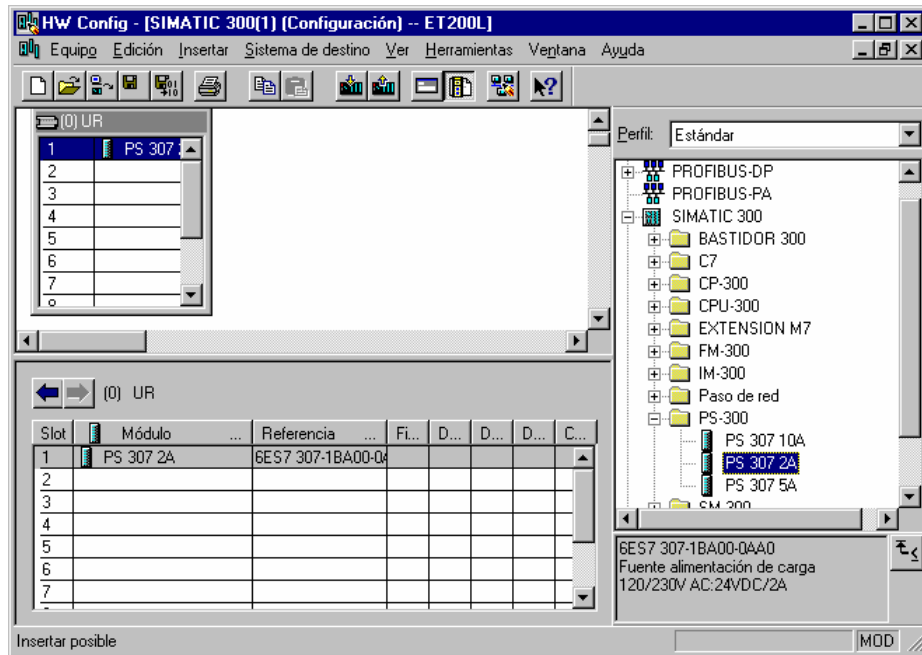 HW Config - [SIMATIC 300(1) (Configuración) -- ET200L]
Equipo Edición Insertar Sistema de destino Ver Herramientas Ventana Ayuda
(0) UR
1 PS 307
2
3
4
5
6
7
Perfil: Estándar
PROFIBUS-DP
PROFIBUS-PA
SIMATIC 300
BASTIDOR 300
C7
CP-300
CPU-300
EXTENSION M7
FM-300
IM-300
Paso de red
PS-300
PS 307 10A
PS 307 2A
PS 307 5A
SM 300
(0) UR
Slot Módulo ... Referencia ... Fi... D... D... D... C...
1 PS 307 2A 6ES7 307-1BA00-0A
2
3
4
5
6
7
6ES7 307-1BA00-0AA0
Fuente alimentación de carga
120/230V AC:24VDC/2A
Insertar posible
MOD